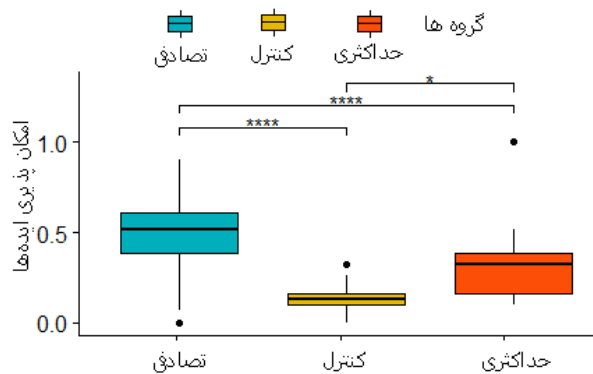 گروه ها
تصادفی کنترل حداکثری
*
****
****
امکان پذیری ایده‌ها
1.0
0.5
0.0
تصادفی کنترل حداکثری